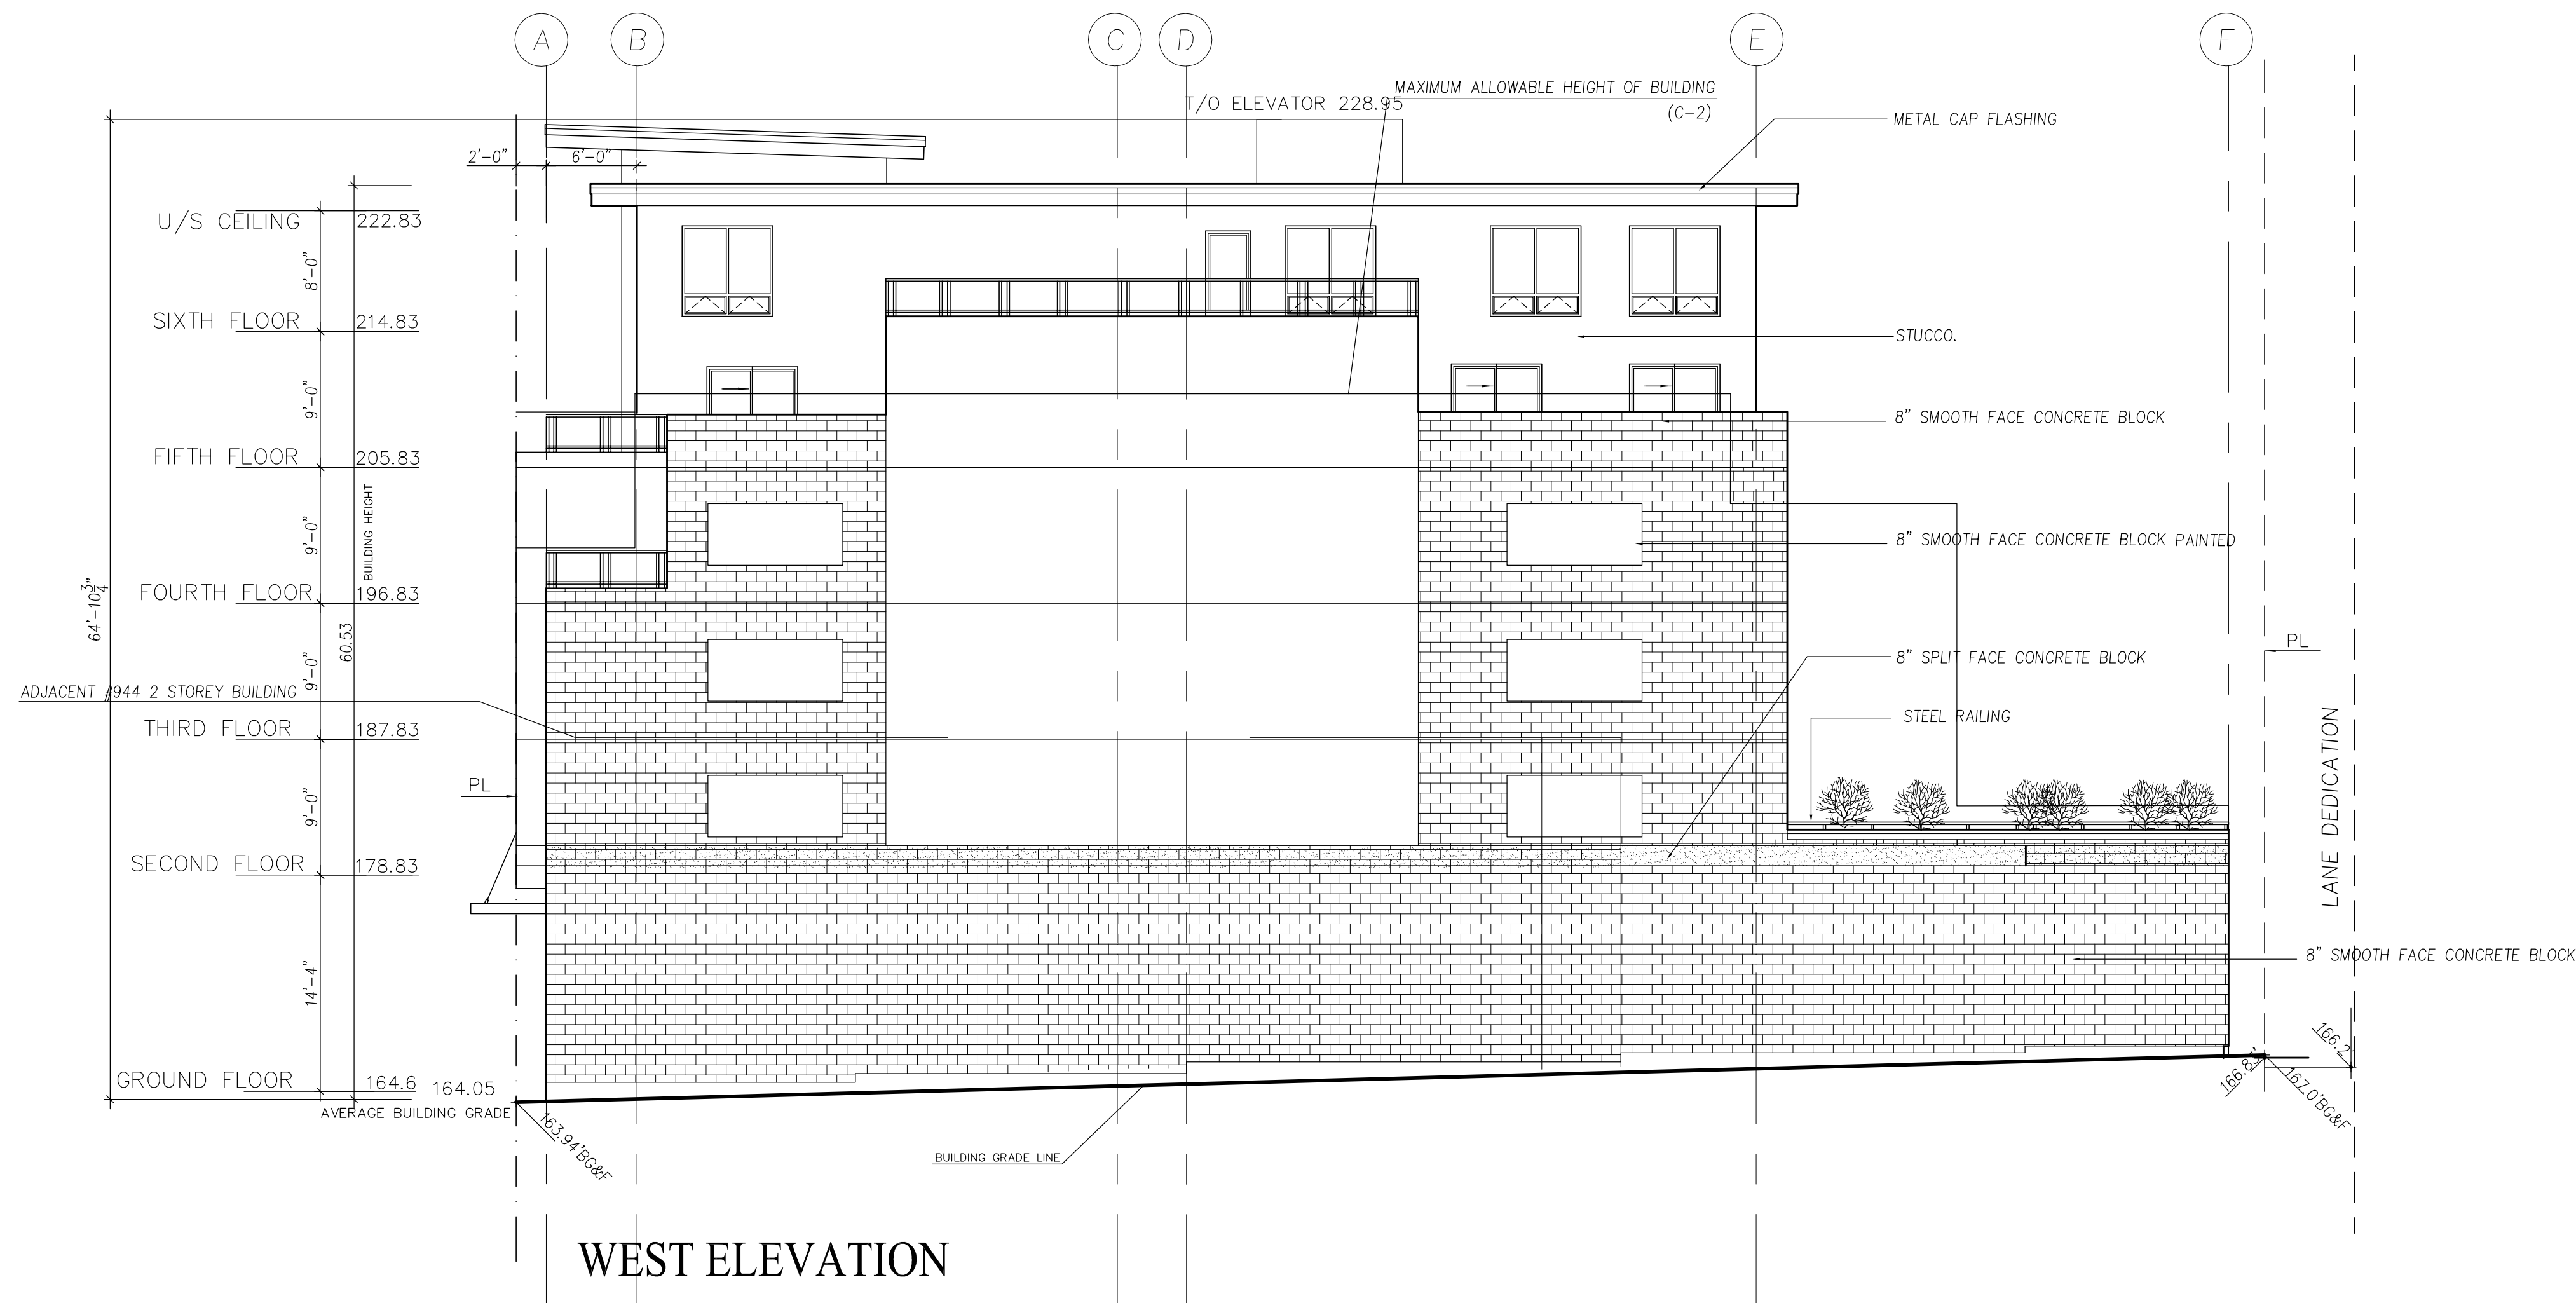 A
B
C
D
E
F
MAXIMUM ALLOWABLE HEIGHT OF BUILDING
(C-2)
T/O ELEVATOR 228.95
METAL CAP FLASHING
2'-0"
6'-0"
U/S CEILING 222.83
8'-0"
SIXTH FLOOR 214.83
STUCCO.
9'-0"
8" SMOOTH FACE CONCRETE BLOCK
FIFTH FLOOR 205.83
BUILDING HEIGHT
9'-0"
8" SMOOTH FACE CONCRETE BLOCK PAINTED
FOURTH FLOOR 196.83
64'-10 3/4"
60.53
9'-0"
PL
8" SPLIT FACE CONCRETE BLOCK
ADJACENT #944 2 STOREY BUILDING
STEEL RAILING
THIRD FLOOR 187.83
LANE DEDICATION
PL
9'-0"
SECOND FLOOR 178.83
8" SMOOTH FACE CONCRETE BLOCK
14'-4"
GROUND FLOOR 164.6 164.05
AVERAGE BUILDING GRADE
163.94'BG&F
BUILDING GRADE LINE
166.85'
166.2'
167.0'BG&F
WEST ELEVATION